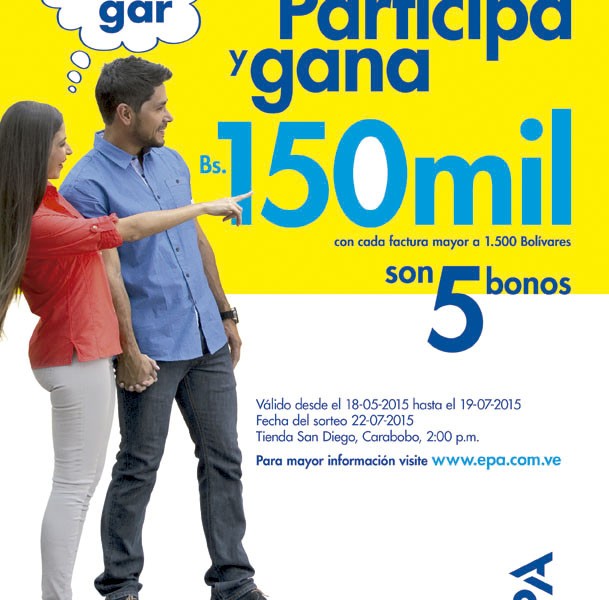 gar
Participa
y gana
Bs. 150mil
con cada factura mayor a 1.500 Bolívares
son 5 bonos
Válido desde el 18-05-2015 hasta el 19-07-2015
Fecha del sorteo 22-07-2015
Tienda San Diego, Carabobo, 2:00 p.m.
Para mayor información visite www.epa.com.ve
PA